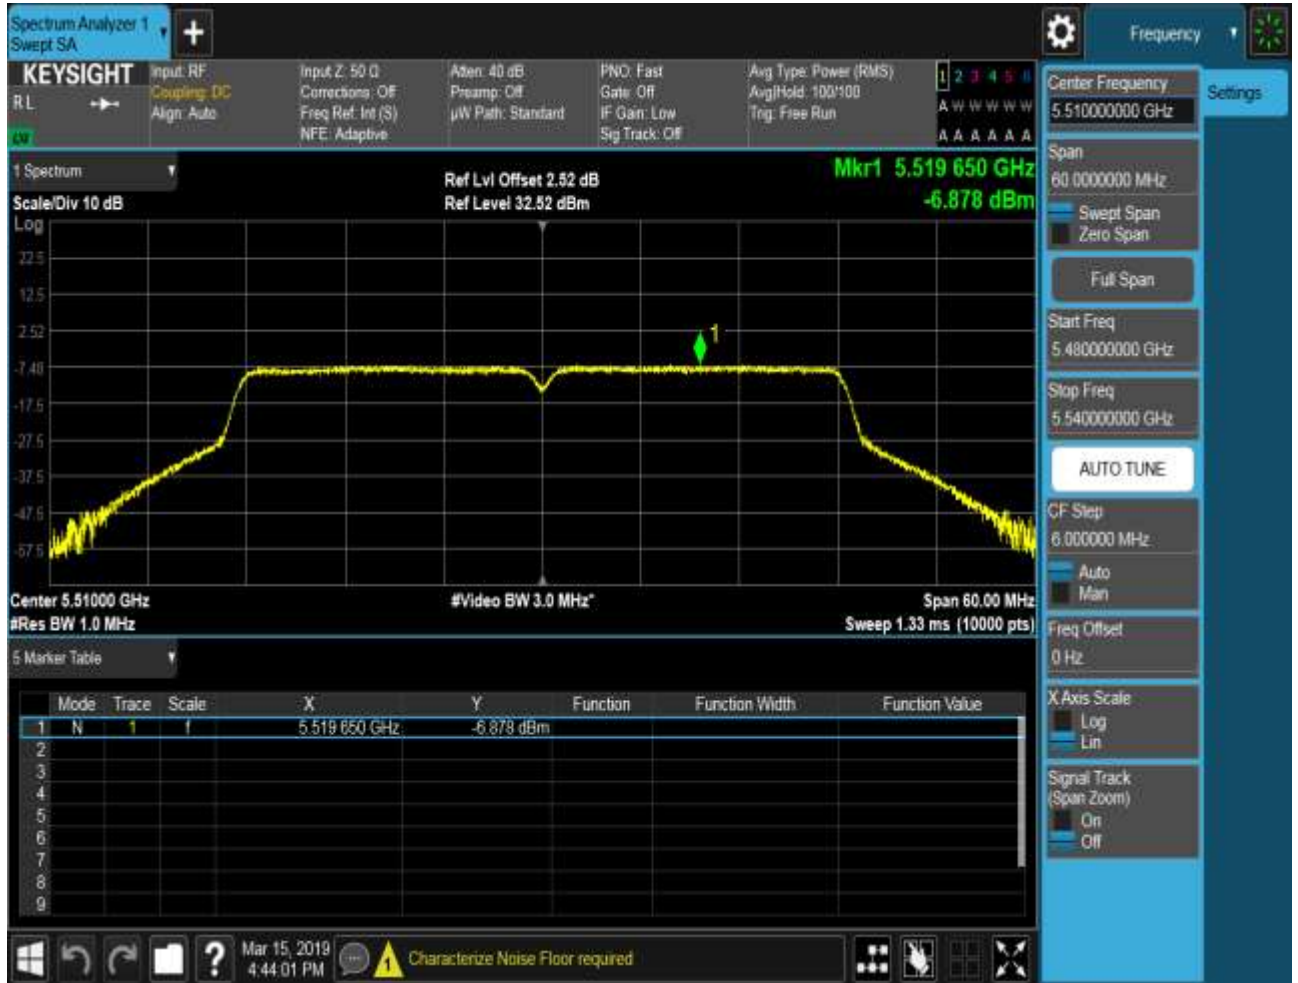 Spectrum Analyzer 1
Swept SA
+
Frequency
KEYSIGHT
RL
Input: RF
Coupling: DC
Align: Auto
Input Z: 50 Ω
Corrections: Off
Freq Ref: Int (S)
NFE: Adaptive
Atten: 40 dB
Preamp: Off
µW Path: Standard
PNO: Fast
Gate: Off
IF Gain: Low
Sig Track: Off
Avg Type: Power (RMS)
Avg|Hold: 100/100
Trig: Free Run
1 2 3 4 5 6
A W W W W W
A A A A A A
1 Spectrum
Scale/Div 10 dB
Ref Lvl Offset 2.52 dB
Ref Level 32.52 dBm
Mkr1 5.519 650 GHz
-6.878 dBm
Log
22.5
12.5
2.52
-7.48
-17.5
-27.5
-37.5
-47.5
-57.5
1
Center 5.51000 GHz
#Res BW 1.0 MHz
#Video BW 3.0 MHz*
Span 60.00 MHz
Sweep 1.33 ms (10000 pts)
5 Marker Table
Mode Trace Scale X Y Function Function Width Function Value
1 N 1 f 5.519 650 GHz -6.878 dBm
2
3
4
5
6
7
8
9
Mar 15, 2019
4:44:01 PM
?
1
Characterize Noise Floor required
Center Frequency
5.510000000 GHz
Settings
Span
60.0000000 MHz
Swept Span
Zero Span
Full Span
Start Freq
5.480000000 GHz
Stop Freq
5.540000000 GHz
AUTO TUNE
CF Step
6.000000 MHz
Auto
Man
Freq Offset
0 Hz
X Axis Scale
Log
Lin
Signal Track
(Span Zoom)
On
Off